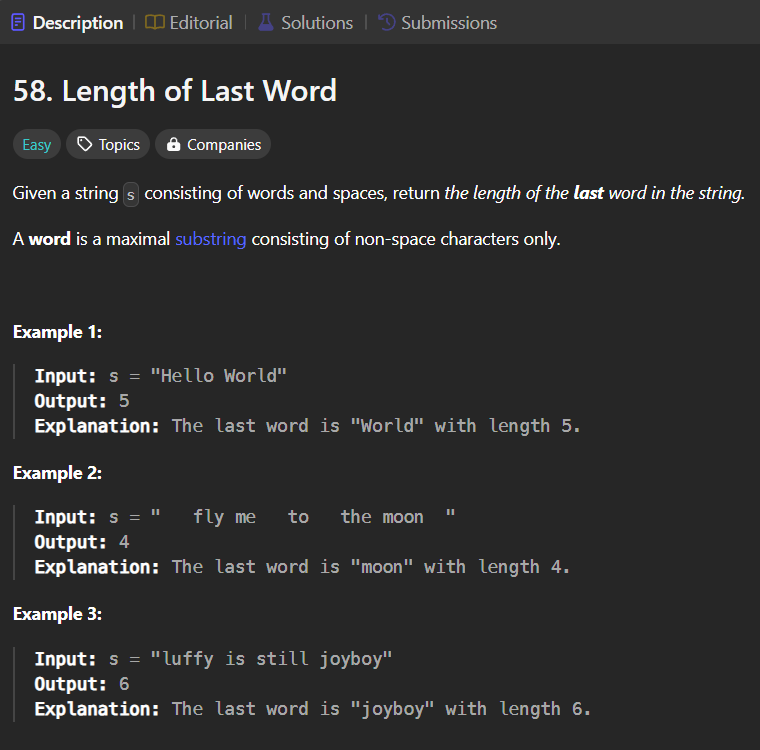 Description | Editorial | Solutions | Submissions
58. Length of Last Word
Easy Topics Companies
Given a string s consisting of words and spaces, return the length of the last word in the string.
A word is a maximal substring consisting of non-space characters only.
Example 1:
Input: s = "Hello World"
Output: 5
Explanation: The last word is "World" with length 5.
Example 2:
Input: s = "   fly me   to   the moon  "
Output: 4
Explanation: The last word is "moon" with length 4.
Example 3:
Input: s = "luffy is still joyboy"
Output: 6
Explanation: The last word is "joyboy" with length 6.